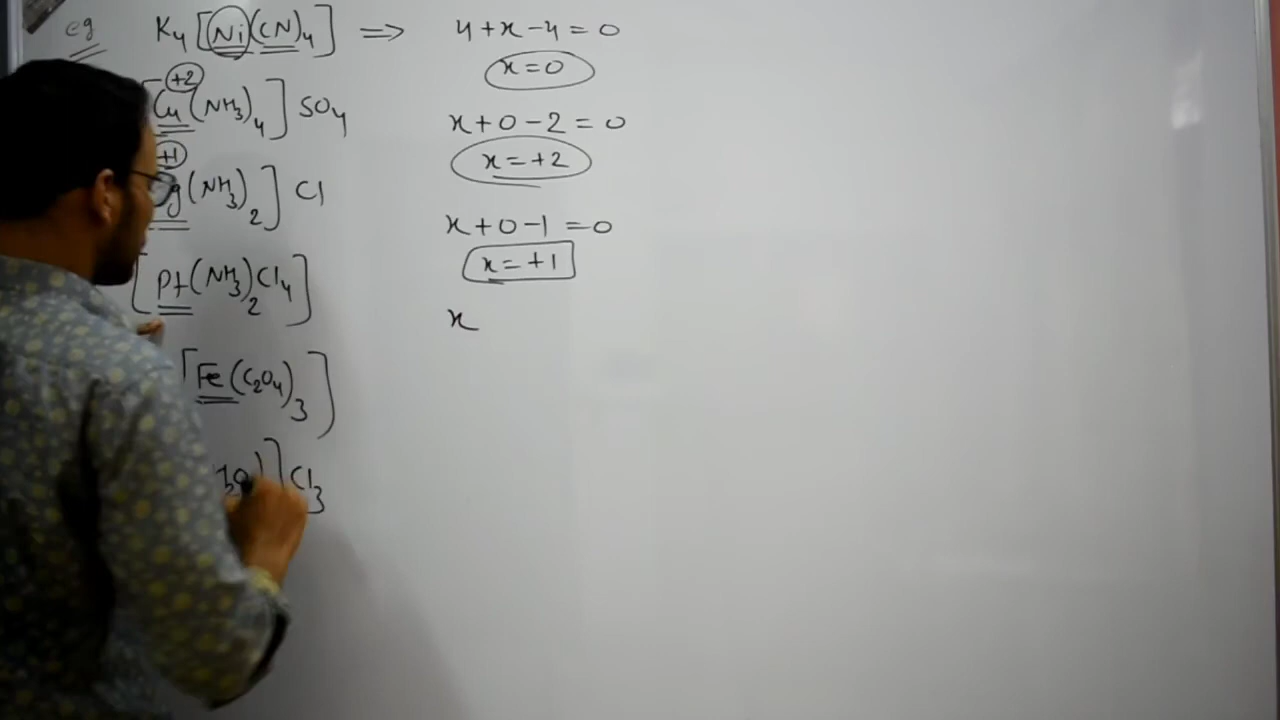 eg K₄[Ni(CN)₄] ⇒ 4+x-4=0
x=0
+2
[Cu(NH₃)₄]SO₄ x+0-2=0
x=+2
+1
g(NH₃)₂]Cl x+0-1=0
x=+1
[Pt(NH₃)₂Cl₄] x
[Fe(C₂O₄)₃]
)]Cl₃